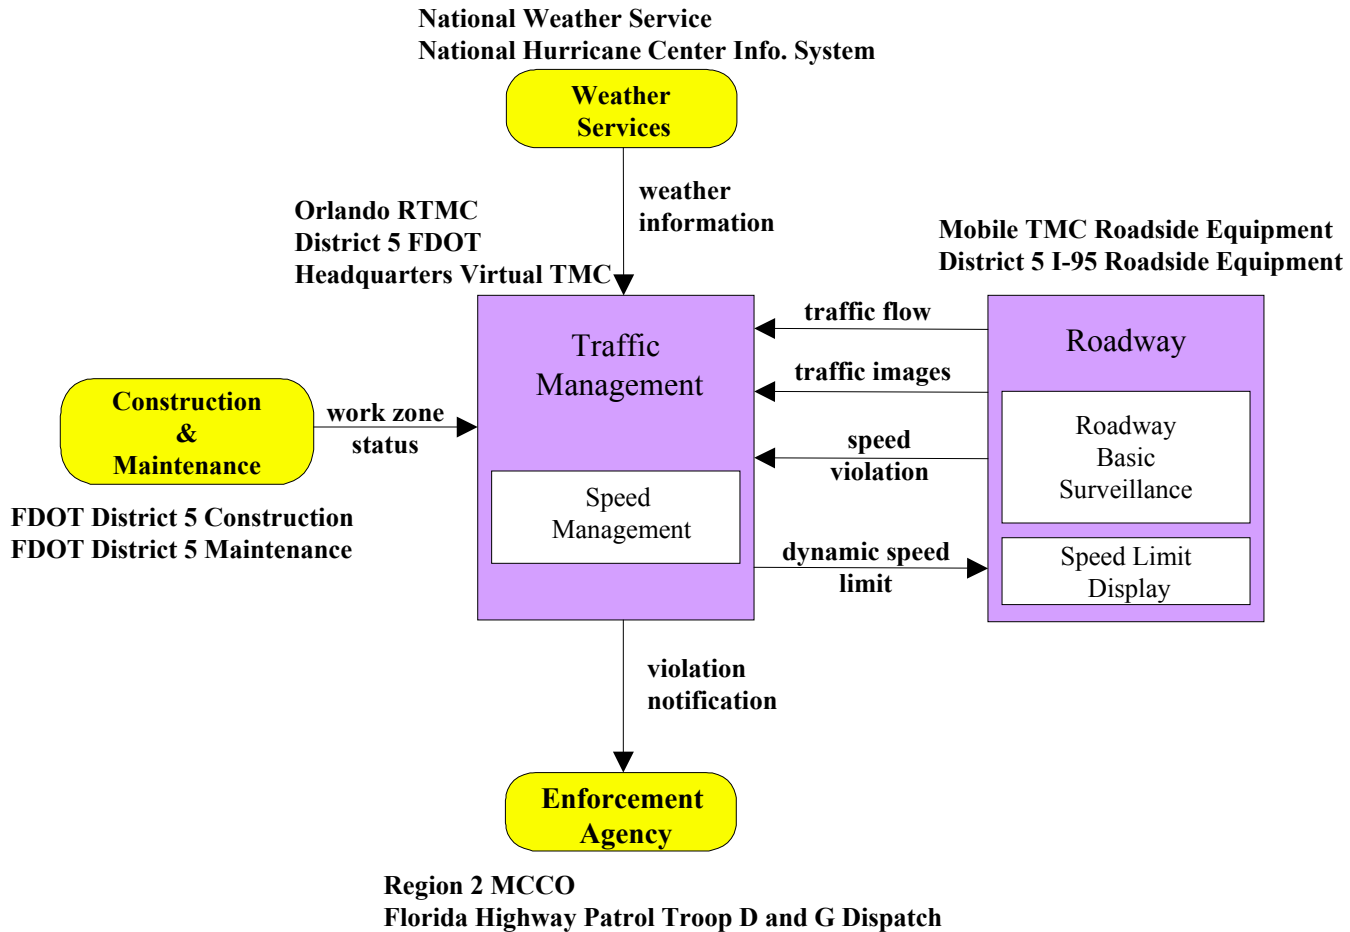 National Weather Service
National Hurricane Center Info. System
Weather
Services
weather
information
Orlando RTMC
District 5 FDOT
Headquarters Virtual TMC
Mobile TMC Roadside Equipment
District 5 I-95 Roadside Equipment
Traffic
Management
Speed
Management
traffic flow
traffic images
speed
violation
dynamic speed
limit
Roadway
Roadway
Basic
Surveillance
Speed Limit
Display
Construction
&
Maintenance
work zone
status
FDOT District 5 Construction
FDOT District 5 Maintenance
violation
notification
Enforcement
Agency
Region 2 MCCO
Florida Highway Patrol Troop D and G Dispatch